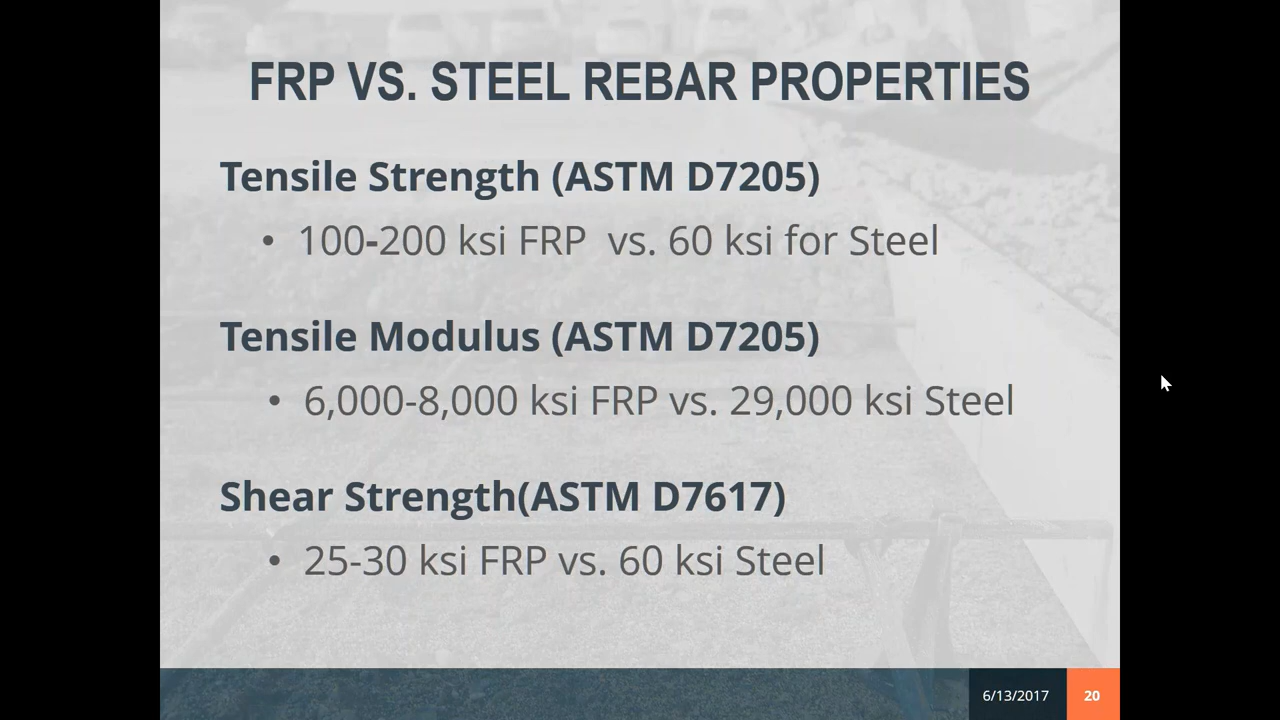 FRP VS. STEEL REBAR PROPERTIES
Tensile Strength (ASTM D7205)
• 100-200 ksi FRP  vs. 60 ksi for Steel
Tensile Modulus (ASTM D7205)
• 6,000-8,000 ksi FRP vs. 29,000 ksi Steel
Shear Strength(ASTM D7617)
• 25-30 ksi FRP vs. 60 ksi Steel
6/13/2017
20